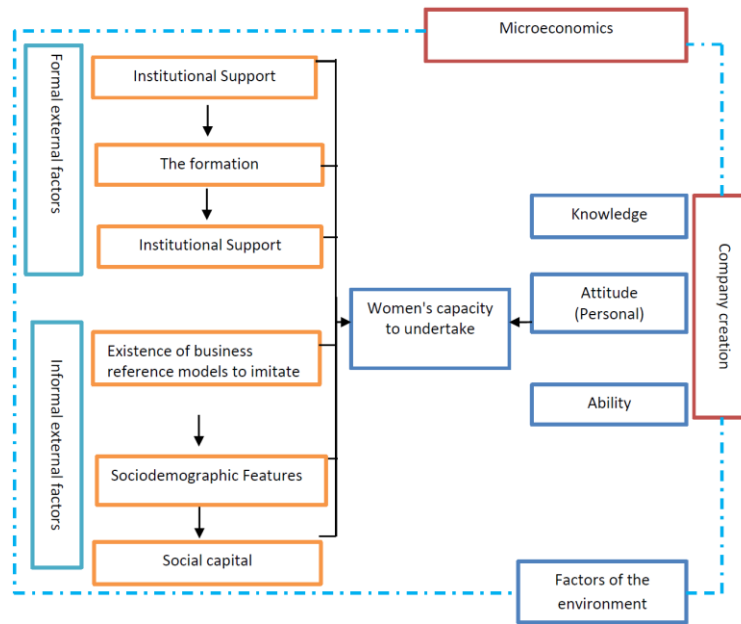 Microeconomics
Formal external factors
Institutional Support
The formation
Institutional Support
Knowledge
Company creation
Women's capacity
to undertake
Attitude
(Personal)
Informal external factors
Existence of business
reference models to imitate
Ability
Sociodemographic Features
Social capital
Factors of the
environment